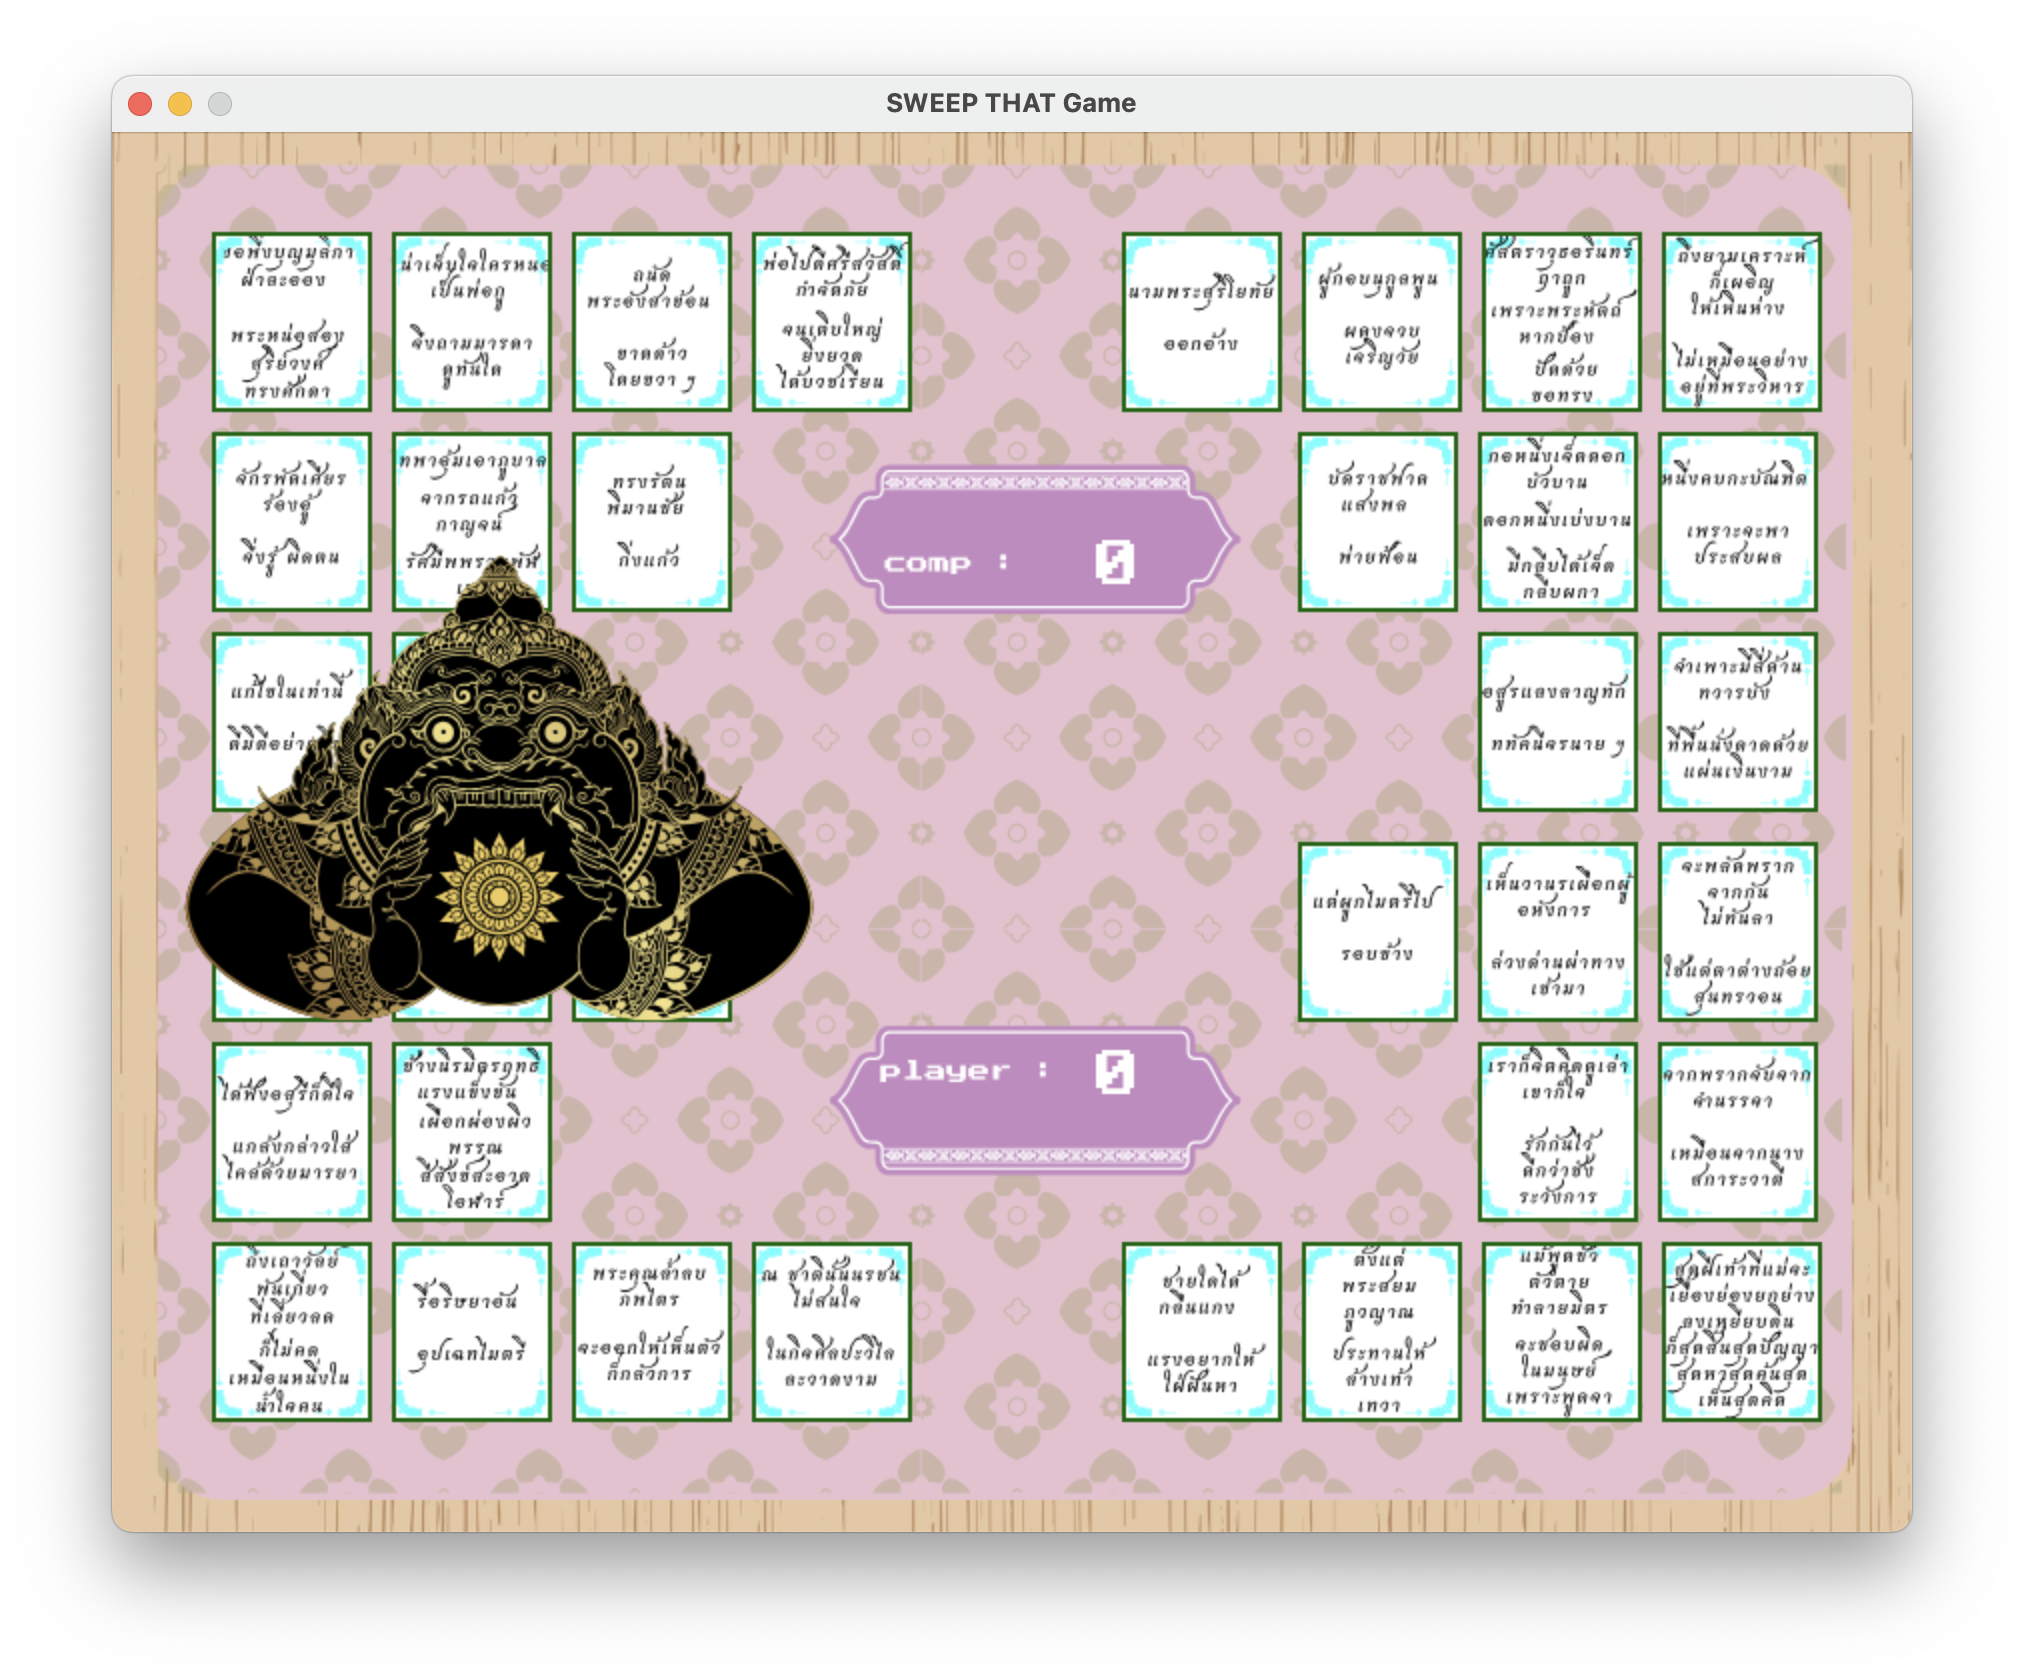 SWEEP THAT Game
ฝ่าละออง
พระหน่อสอง
สุริย์วงศ์
ทรงศักดา
น่าเจ็บใจใครหนอ
เป็นพ่อกู
จึงถามมารดา
ดูทันใด
ถนัด
พระอังสาข้อน
ขาดด้าว
โดยขวา ๆ
พ่อไปดีศรีสวัสดิ์
กำจัดภัย
จนเติบใหญ่
ยิ่งยวด
ได้บวชเรียน
นามพระสุริโยทัย
ออกอ้าง
ผู้กอบนุกูลพูน
ผดุงจวบ
เจริญวัย
ศัสตราวุธอรินทร์
ฤาถูก
เพราะพระหัตถ์
หากป้อง
ปัดด้วย
ขอทรง
ถึงยามเคราะห์
ก็เผอิญ
ให้เหินห่าง
ไม่เหมือนอย่าง
อยู่ที่พระวิหาร
จักรพัดเศียร
ร้องอู้
จึ่งรู้ ผิดตน
จากรถแก้ว
กาญจน์
ทรงรัตน
พิมานชัย
กิ่งแก้ว
comp : 0
บัดราชฟาด
แสงพล
พ่ายฟ้อน
กอหนึ่งเจ็ดดอก
บัวบาน
ดอกหนึ่งเบ่งบาน
มีกลีบได้เจ็ด
กลีบผกา
หนึ่งคบกะบัณฑิต
เพราะจะพา
ประสบผล
แก้ไขในเท่านี้
อสูรแลงลาญทัก
ททัคนีจรนาย ๆ
จำเพาะมีสี่ด้าน
ทวารบัง
ที่พื้นนั่งดาดด้วย
แผ่นเงินงาม
แต่ผูกไมตรีไป
รอบข้าง
เห็นวานรเผือกผู้
อหังการ
ล่วงด่านผ่าทาง
เข้ามา
จะพลัดพราก
จากกัน
ไม่ทันลา
ใช้แต่ตาต่างถ้อย
สุนทรวอน
player : 0
ได้ฟังอสุรีก็ดีใจ
แกล้งกล่าวใส่
ไคล้ด้วยมารยา
ช้างนิรมิตรฤทธิ
แรงแข็งขัน
เผือกผ่องผิว
พรรณ
สีสังข์สะอาด
โอฬาร์
เราก็จิตคิดดูเล่า
เขาก็ใจ
รักกันไว้
ดีกว่าชัง
ระวังการ
จากพรากจับจาก
จำนรรจา
เหมือนจากนาง
สการะวาตี
ถึงเถาวัลย์
พันเกี่ยว
ที่เลี้ยวลด
ก็ไม่คด
เหมือนหนึ่งใน
น้ำใจคน
รื้อริษยาอัน
อุปเฉทไมตรี
พระคุณล้ำลบ
ภพไตร
จะออกให้เห็นตัว
ก็กลัวการ
ณ ชาตินั้นนรชน
ไม่สนใจ
ในกิจศิลปะวิไล
ละวาดงาม
ชายใดได้
กลืนแกง
แรงอยากให้
ใฝ่ฝันหา
ตั้งแต่
พระสยม
ภูวญาณ
ประทานให้
ล้างเท้า
เทวา
แม้พูดชั่ว
ตัวตาย
ทำลายมิตร
จะชอบผิด
ในมนุษย์
เพราะพูดจา
สุดฝีเท้าที่แม่จะ
เยื้องย่องยกย่าง
ลงเหยียบดิน
ก็สุดสิ้นสุดปัญญา
สุดหาสุดค้นสุด
เห็นสุดคิด